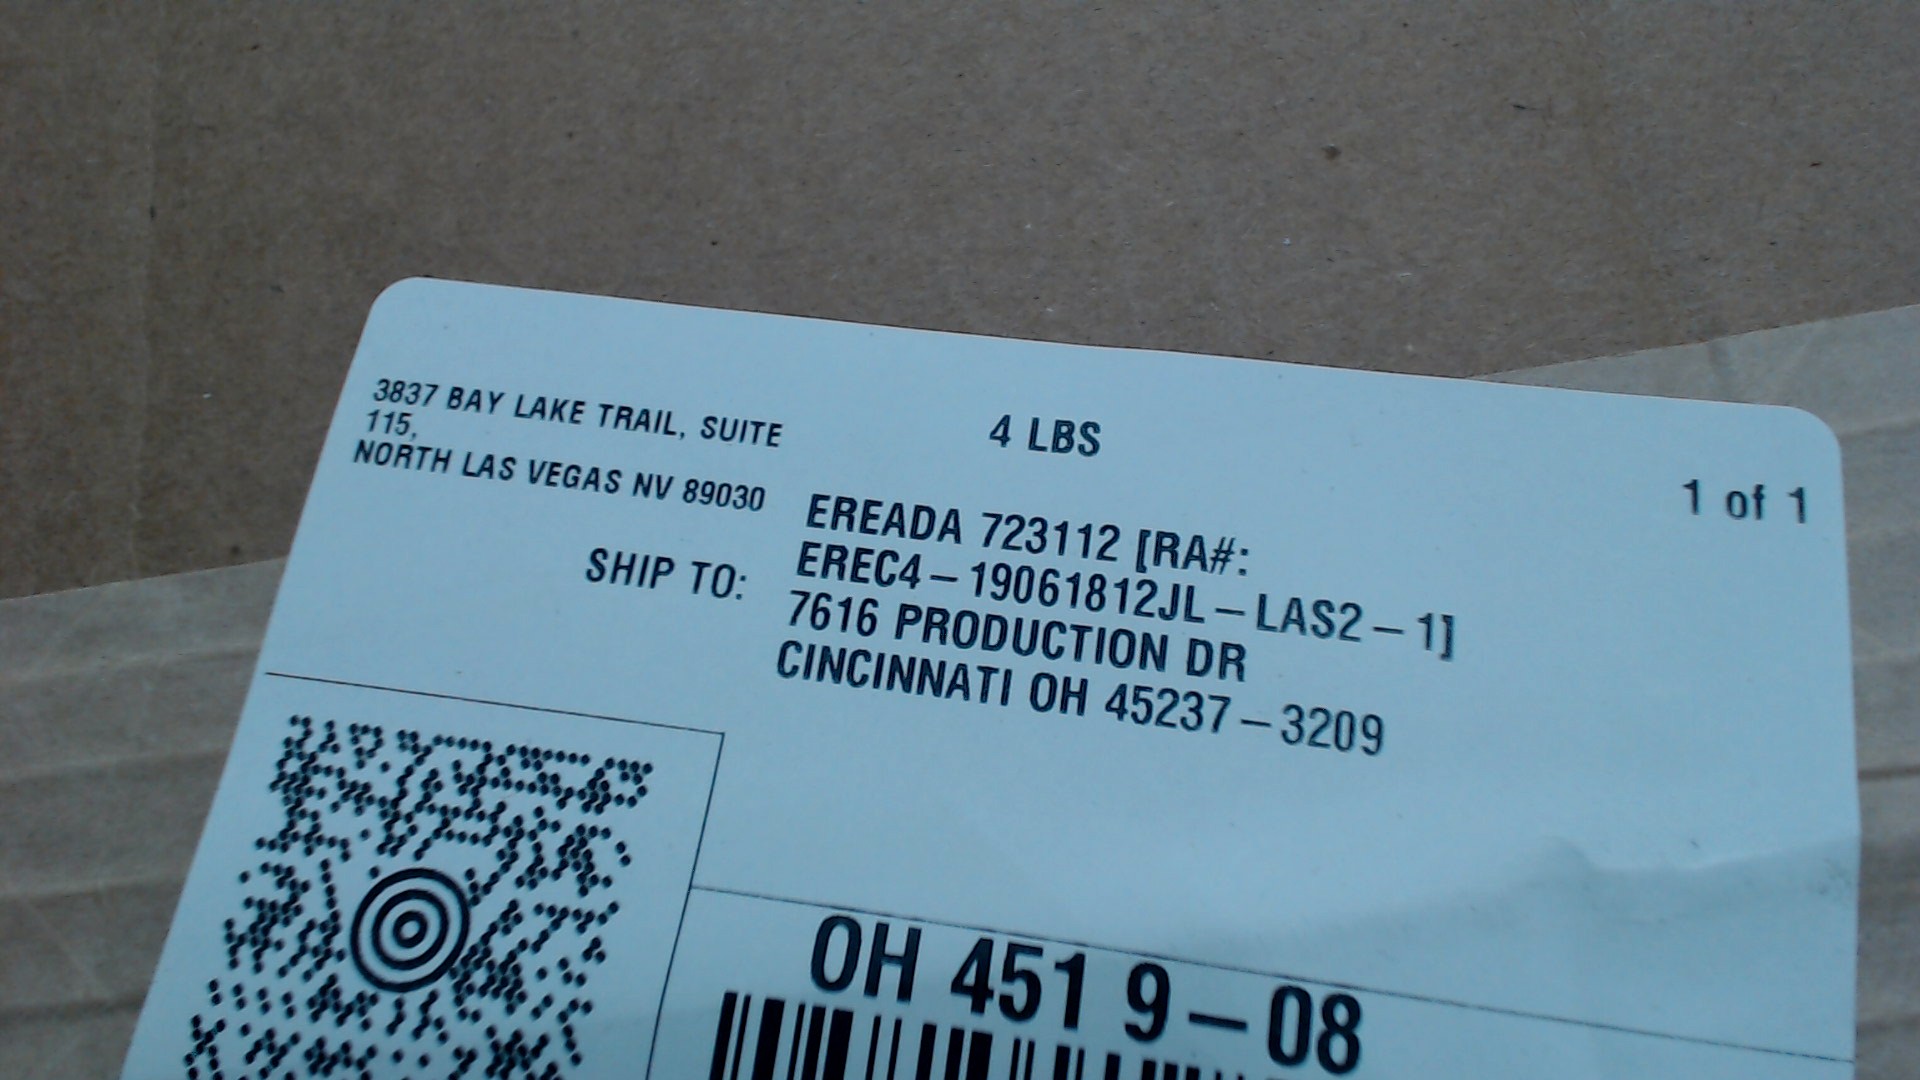 3837 BAY LAKE TRAIL, SUITE
115,
NORTH LAS VEGAS NV 89030
4 LBS
1 of 1
SHIP TO:
EREADA 723112 [RA#:
EREC4-19061812JL-LAS2-1]
7616 PRODUCTION DR
CINCINNATI OH 45237-3209
OH 451 9-08